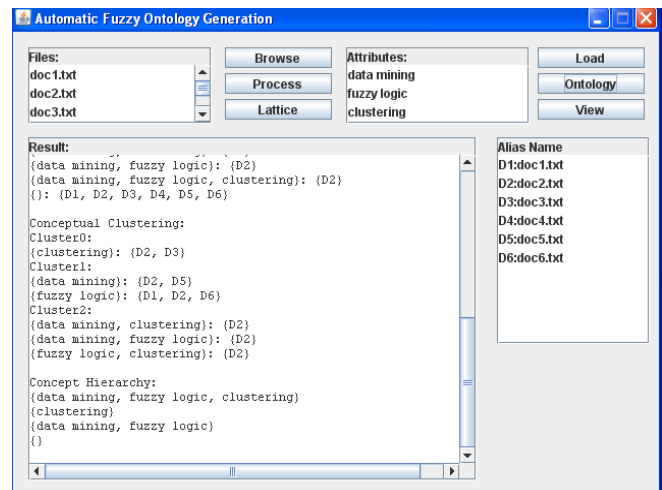 Automatic Fuzzy Ontology Generation
Files:
doc1.txt
doc2.txt
doc3.txt
Browse
Process
Lattice
Attributes:
data mining
fuzzy logic
clustering
Load
Ontology
View
Result:
{data mining, fuzzy logic}: {D2}
{data mining, fuzzy logic, clustering}: {D2}
{}: {D1, D2, D3, D4, D5, D6}
Conceptual Clustering:
Cluster0:
{clustering}: {D2, D3}
Cluster1:
{data mining}: {D2, D5}
{fuzzy logic}: {D1, D2, D6}
Cluster2:
{data mining, clustering}: {D2}
{data mining, fuzzy logic}: {D2}
{fuzzy logic, clustering}: {D2}
Concept Hierarchy:
{data mining, fuzzy logic, clustering}
{clustering}
{data mining, fuzzy logic}
{}
Alias Name
D1:doc1.txt
D2:doc2.txt
D3:doc3.txt
D4:doc4.txt
D5:doc5.txt
D6:doc6.txt